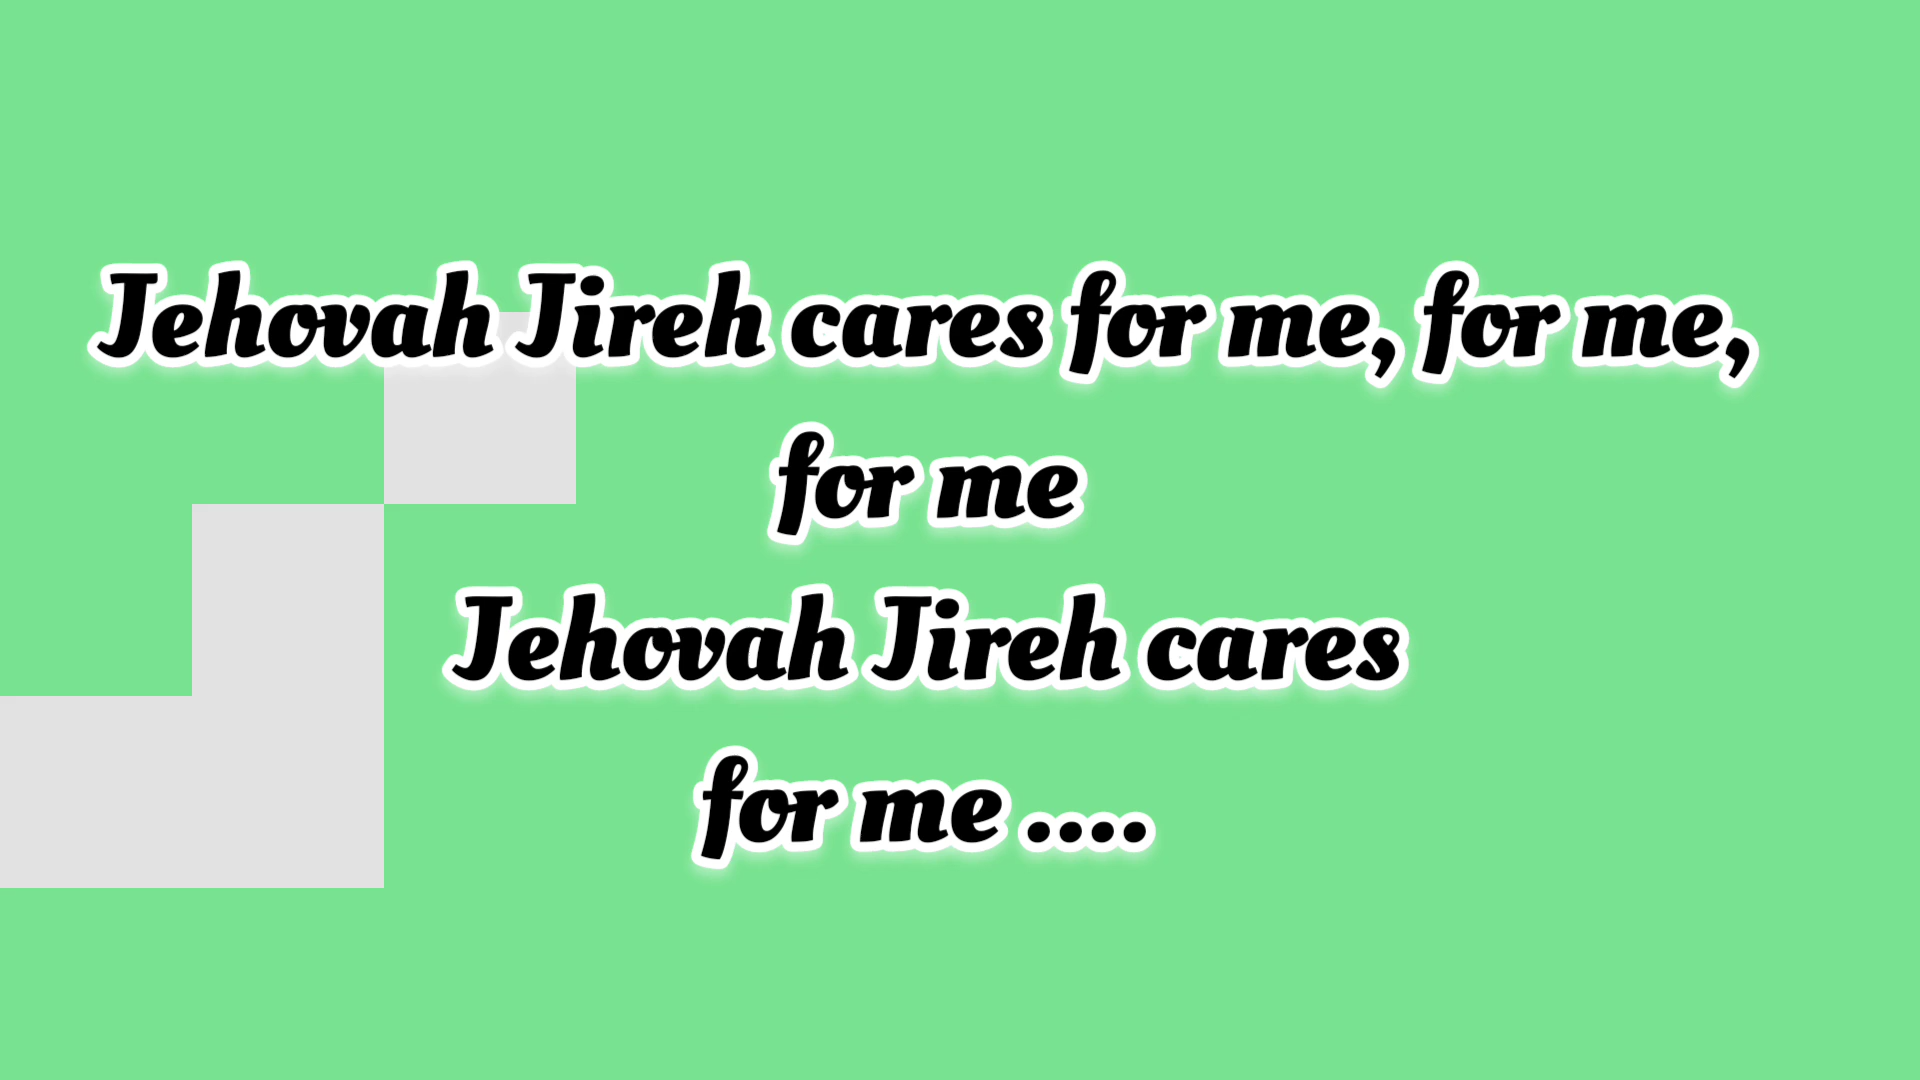 Jehovah Jireh cares for me, for me,
for me
Jehovah Jireh cares
for me ....